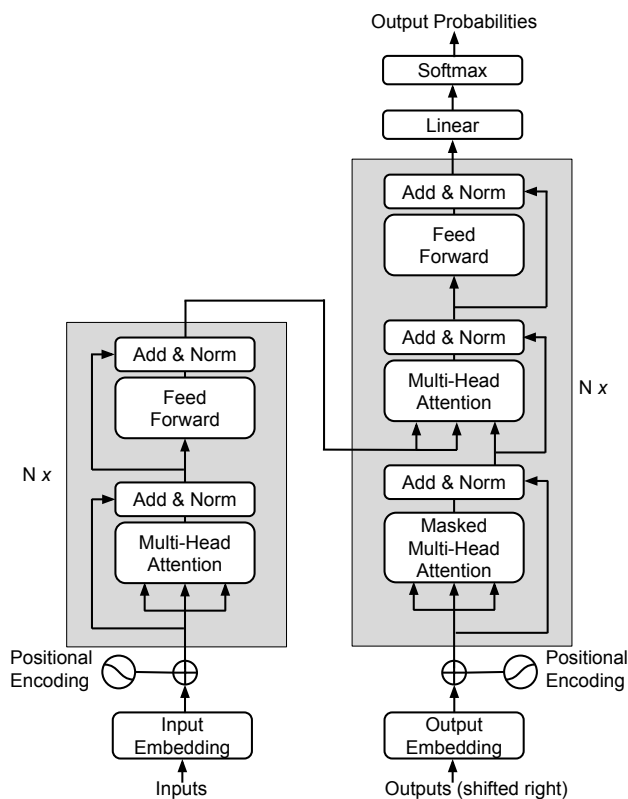 Output Probabilities
Softmax
Linear
Add & Norm
Feed
Forward
Add & Norm
Multi-Head
Attention
Add & Norm
Masked
Multi-Head
Attention
N x
Positional
Encoding
Output
Embedding
Outputs (shifted right)
Add & Norm
Feed
Forward
Add & Norm
Multi-Head
Attention
N x
Positional
Encoding
Input
Embedding
Inputs